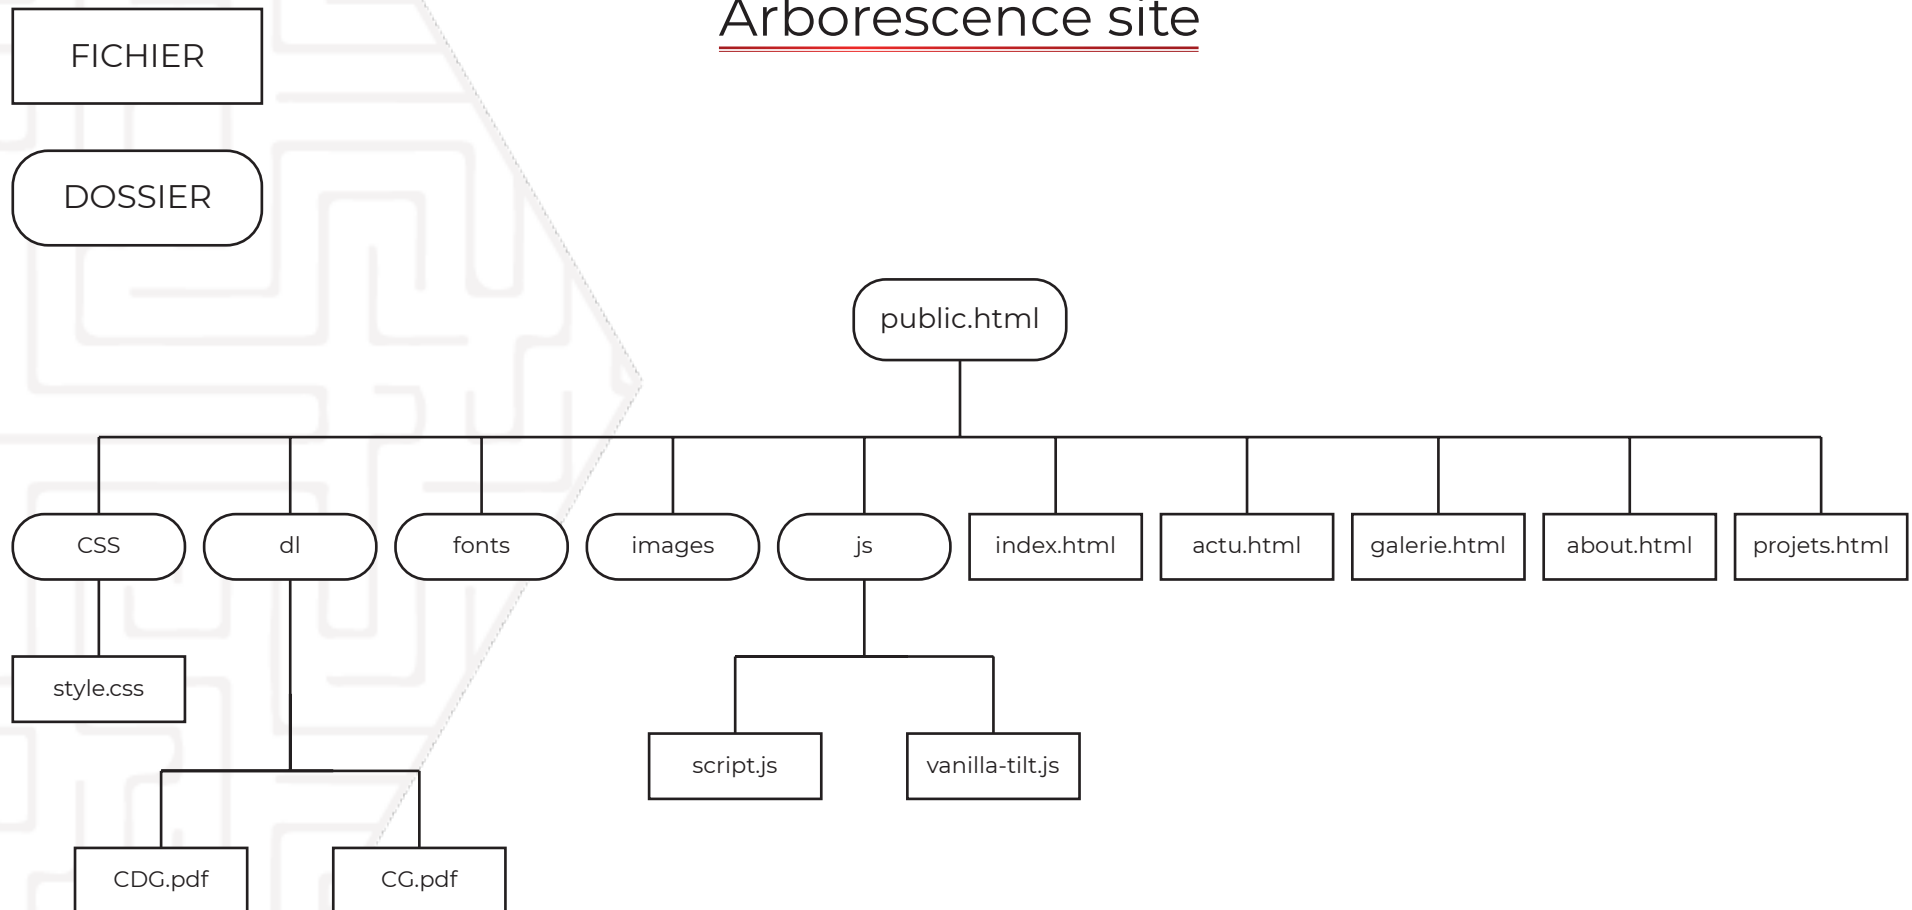 Arborescence site
FICHIER
DOSSIER
public.html
CSS
dl
fonts
images
js
index.html
actu.html
galerie.html
about.html
projets.html
style.css
script.js
vanilla-tilt.js
CDG.pdf
CG.pdf